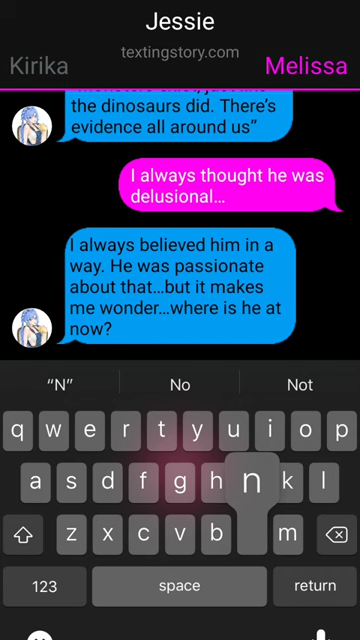 Jessie
textingstory.com
Kirika
Melissa
the dinosaurs did. There's
evidence all around us”
I always thought he was
delusional…
I always believed him in a
way. He was passionate
about that…but it makes
me wonder…where is he at
now?
“N” No Not
q w e r t y u i o p
a s d f g h n k l
z x c v b m
123 space return